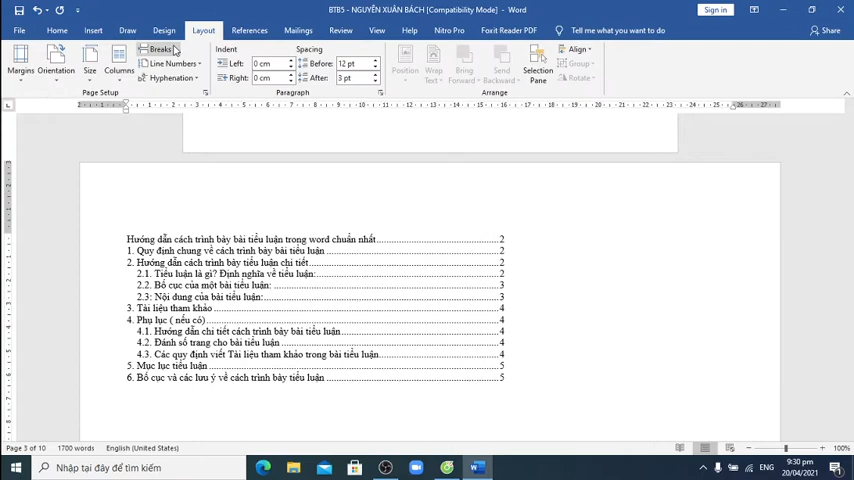 BTB5 - NGUYỄN XUÂN BÁCH [Compatibility Mode] - Word
Sign in
File Home Insert Draw Design Layout References Mailings Review View Help Nitro Pro Foxit Reader PDF Tell me what you want to do Share
Breaks Indent Spacing Align
Line Numbers Left: 0 cm Before: 12 pt Group
Hyphenation Right: 0 cm After: 3 pt Rotate
Margins Orientation Size Columns Position Wrap Text Bring Forward Send Backward Selection Pane
Page Setup Paragraph Arrange
Hướng dẫn cách trình bày bài tiểu luận trong word chuẩn nhất 2
1. Quy định chung về cách trình bày bài tiểu luận 2
2. Hướng dẫn cách trình bày tiểu luận chi tiết 2
2.1. Tiểu luận là gì? Định nghĩa về tiểu luận: 2
2.2. Bố cục của một bài tiểu luận: 3
2.3: Nội dung của bài tiểu luận: 3
3. Tài liệu tham khảo 4
4. Phụ lục ( nếu có) 4
4.1. Hướng dẫn chi tiết cách trình bày bài tiểu luận 4
4.2. Đánh số trang cho bài tiểu luận 4
4.3. Các quy định viết Tài liệu tham khảo trong bài tiểu luận 4
5. Mục lục tiểu luận 5
6. Bố cục và các lưu ý về cách trình bày tiểu luận 5
Page 3 of 10 1700 words English (United States) 100%
Nhập tại đây để tìm kiếm
ENG
9:30 pm
20/04/2021